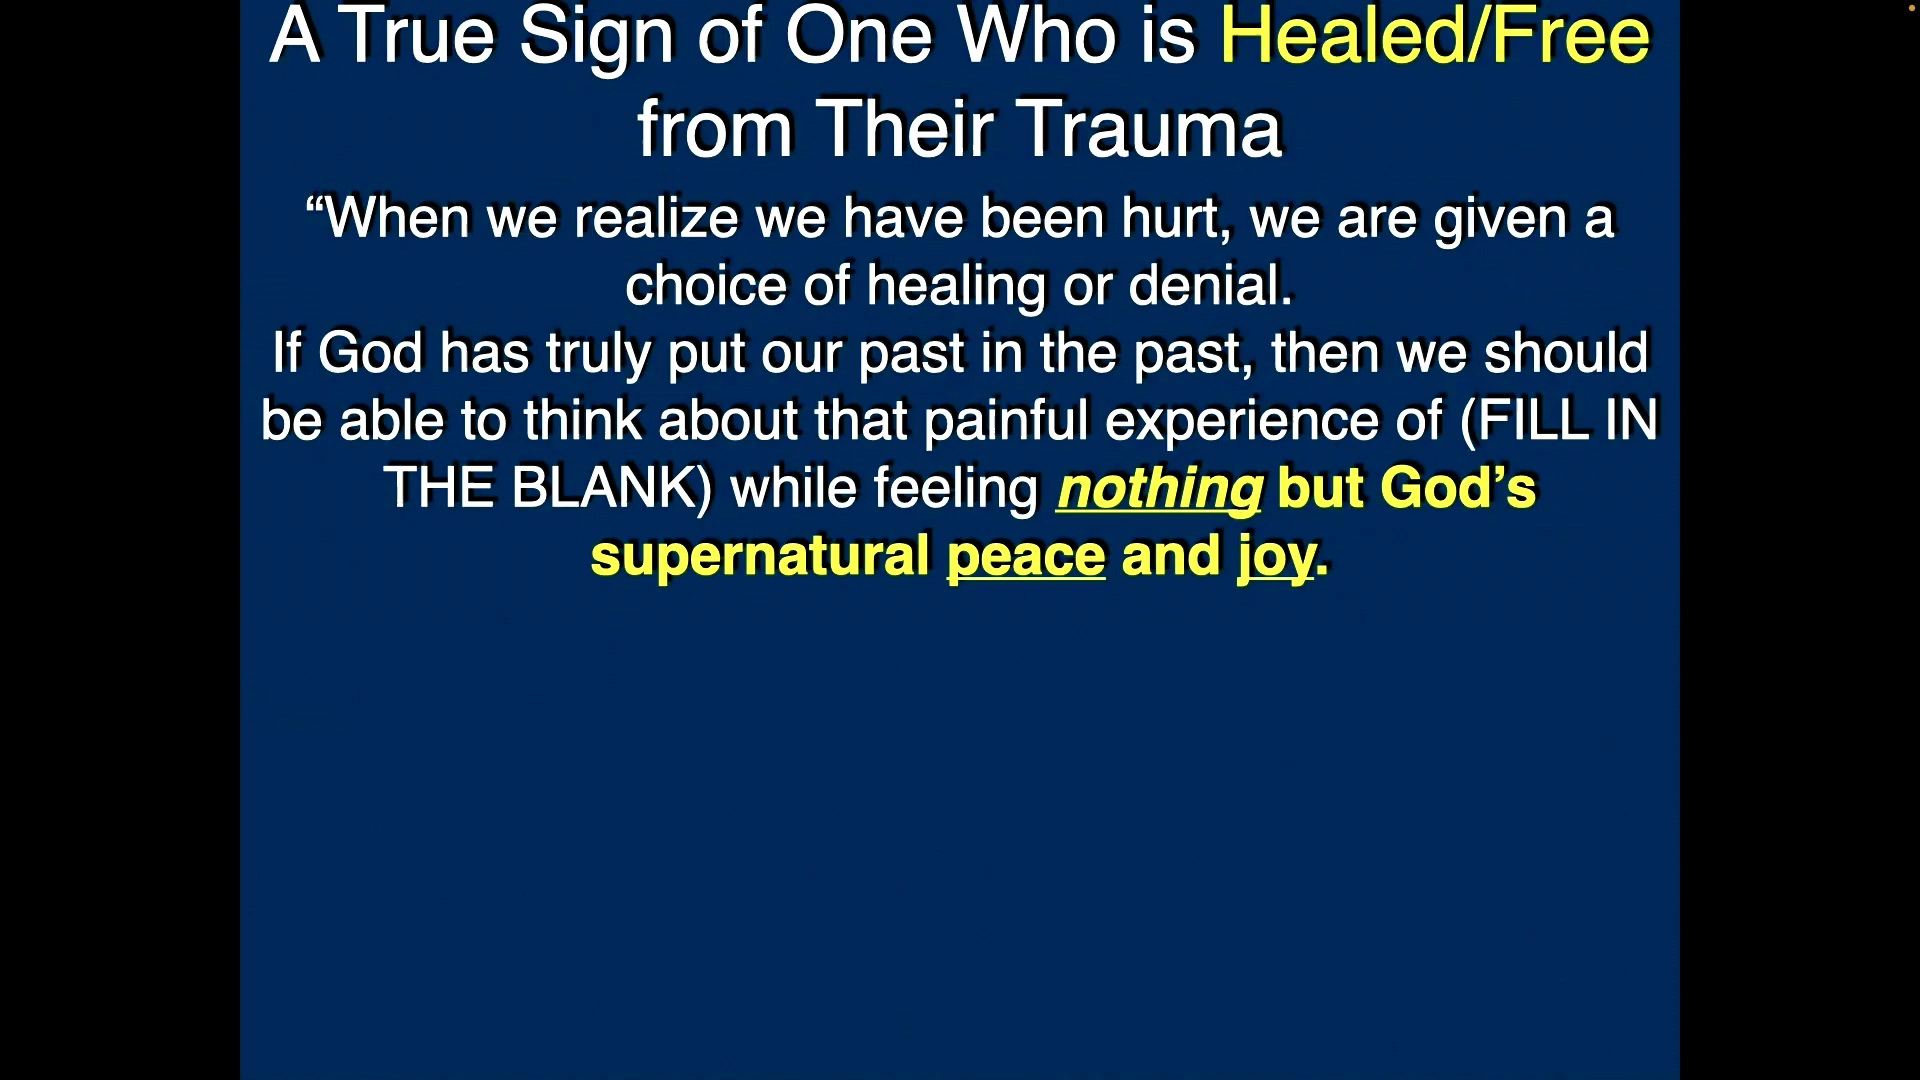 A True Sign of One Who is Healed/Free
from Their Trauma
“When we realize we have been hurt, we are given a
choice of healing or denial.
If God has truly put our past in the past, then we should
be able to think about that painful experience of (FILL IN
THE BLANK) while feeling nothing but God’s
supernatural peace and joy.